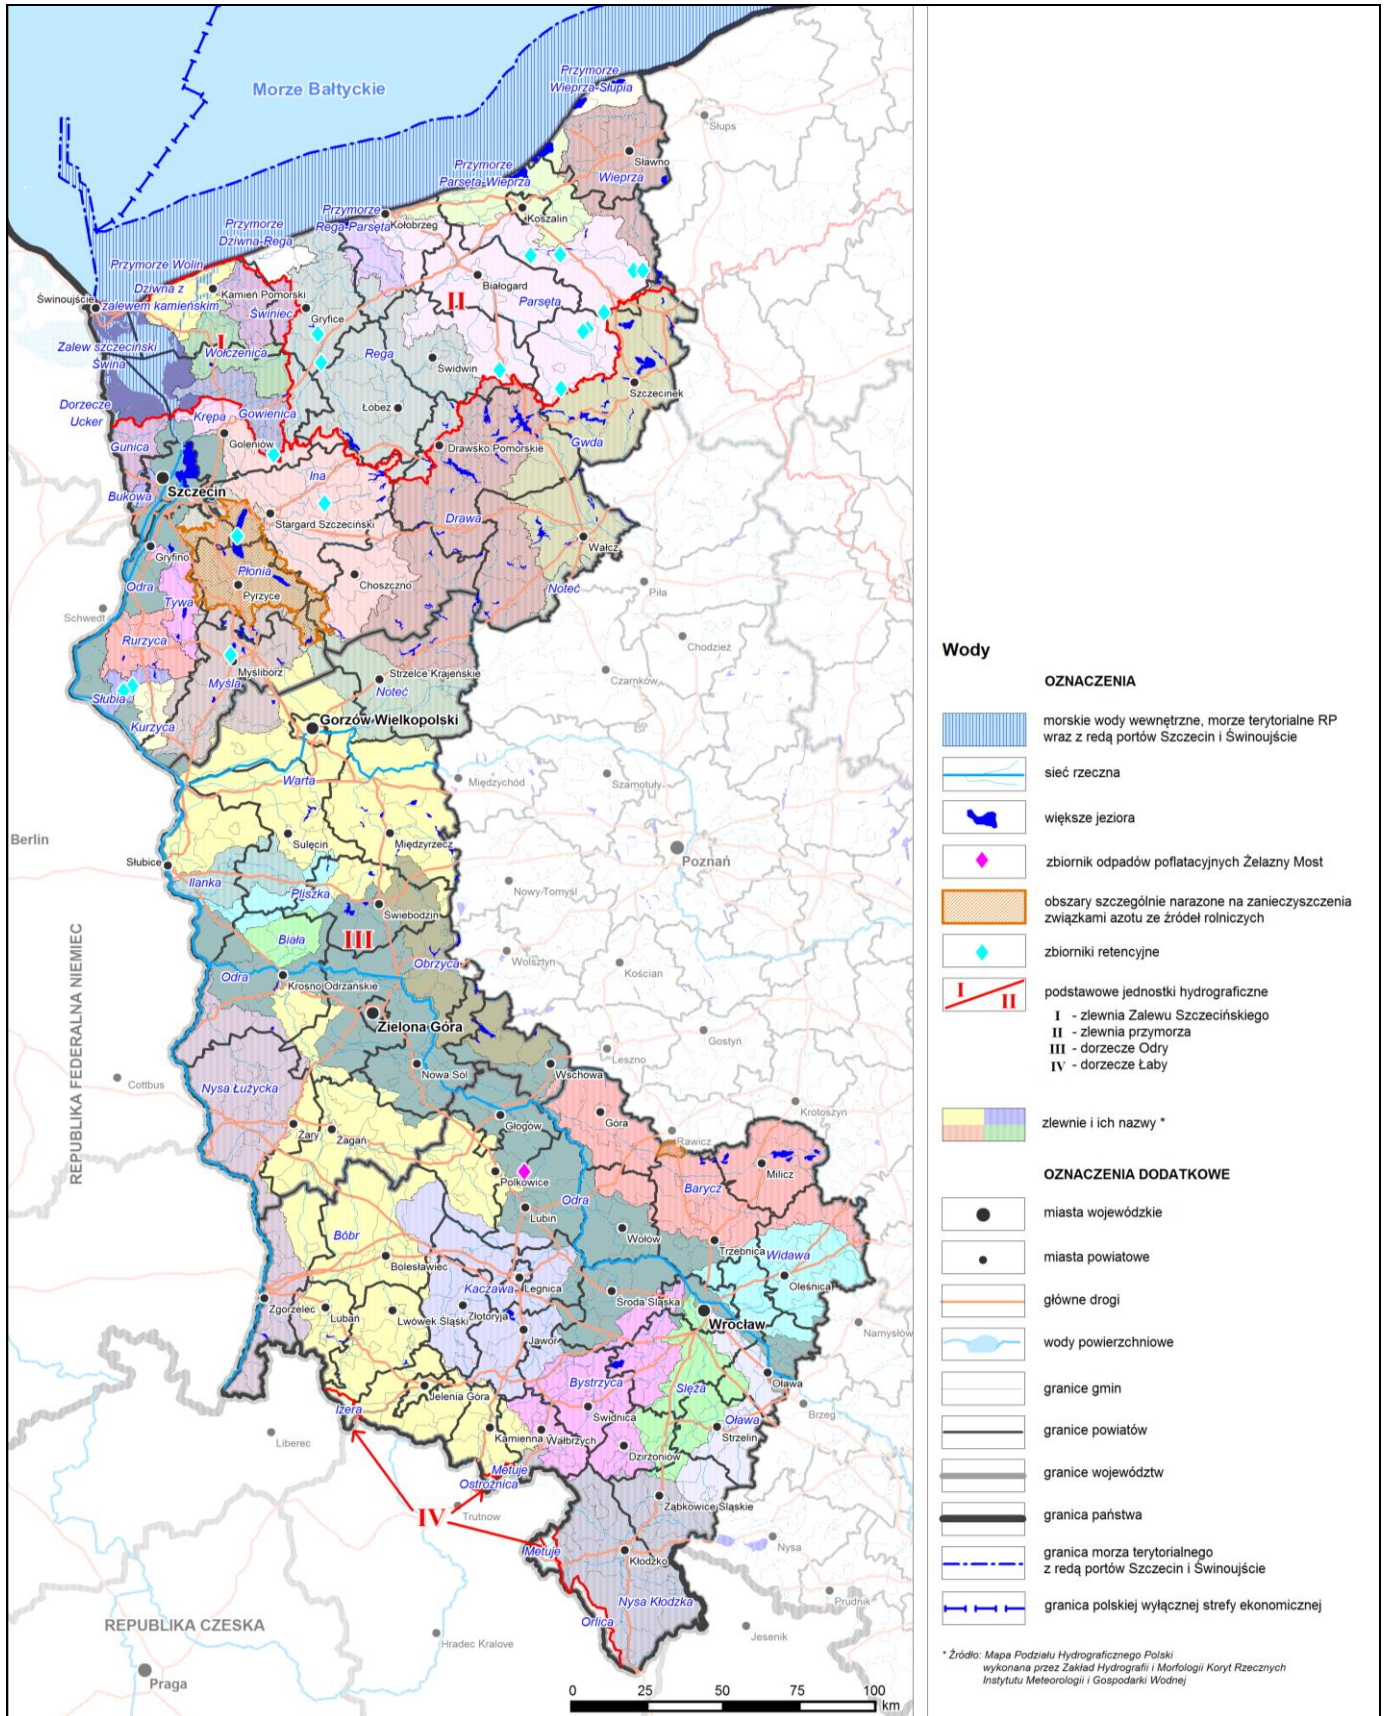 Morze Bałtyckie
Przymorze
Wieprza-Słupia
Słups
Sławno
Wieprza
Przymorze
Parsęta-Wieprza
Koszalin
Przymorze
Rega-Parsęta
Kołobrzeg
Przymorze
Dziwna-Rega
Przymorze Wolin
Dziwna z
zalewem kamieńskim
Kamień Pomorski
Świnoujście
Świniec
Gryfice
Białogard
II
Parsęta
I
Wołczenica
Zalew szczeciński
Świna
Rega
Świdwin
Szczecinek
Dorzecze
Ucker
Krępa
Gowienica
Łobez
Gunica
Goleniów
Drawsko Pomorskie
Gwda
Szczecin
Ina
Bukowa
Stargard Szczeciński
Drawa
Wałcz
Gryfino
Płonia
Choszczno
Odra
Pyrzyce
Noteć
Piła
Tywa
Schwedt
Rurzyca
Chodzież
Myślibórz
Strzelce Krajeńskie
Czarnków
Myśla
Noteć
Słubia
Kurzyca
Gorzów Wielkopolski
Warta
Międzychód
Szamotuły
Berlin
Sulęcin
Międzyrzecz
Poznań
Słubice
Ilanka
Pliszka
Nowy Tomyśl
Świebodzin
Biała
III
Wolsztyn
Kościan
Obrzyca
Odra
Krosno Odrzańskie
Zielona Góra
Gostyń
Leszno
REPUBLIKA FEDERALNA NIEMIEC
Nowa Sól
Wschowa
Cottbus
Nysa Łużycka
Góra
Krotoszyn
Głogów
Żary
Żagań
Rawicz
Milicz
Polkowice
Barycz
Lubin
Odra
Wołów
Trzebnica
Bóbr
Widawa
Bolesławiec
Oleśnica
Legnica
Kaczawa
Środa Śląska
Zgorzelec
Lubań
Lwówek Śląski
Złotoryja
Wrocław
Namysłów
Jawor
Oława
Bystrzyca
Ślęza
Jelenia Góra
Brzeg
Izera
Świdnica
Oława
Liberec
Kamienna
Wałbrzych
Strzelin
Dzirżoniów
Metuje
Ostrożnica
Ząbkowice Śląskie
IV
Trutnow
Metuje
Kłodzko
Nysa
Nysa Kłodzka
Prudnik
Orlica
REPUBLIKA CZESKA
Hradec Kralove
Jesenik
Praga
0 25 50 75 100
km
Wody
OZNACZENIA
morskie wody wewnętrzne, morze terytorialne RP
wraz z redą portów Szczecin i Świnoujście
sieć rzeczna
większe jeziora
zbiornik odpadów poflatacyjnych Żelazny Most
obszary szczególnie narazone na zanieczyszczenia
związkami azotu ze źródeł rolniczych
zbiorniki retencyjne
I
II
podstawowe jednostki hydrograficzne
I - zlewnia Zalewu Szczecińskiego
II - zlewnia przymorza
III - dorzecze Odry
IV - dorzecze Łaby
zlewnie i ich nazwy *
OZNACZENIA DODATKOWE
miasta wojewódzkie
miasta powiatowe
główne drogi
wody powierzchniowe
granice gmin
granice powiatów
granice województw
granica państwa
granica morza terytorialnego
z redą portów Szczecin i Świnoujście
granica polskiej wyłącznej strefy ekonomicznej
* Źródło: Mapa Podziału Hydrograficznego Polski
wykonana przez Zakład Hydrografii i Morfologii Koryt Rzecznych
Instytutu Meteorologii i Gospodarki Wodnej